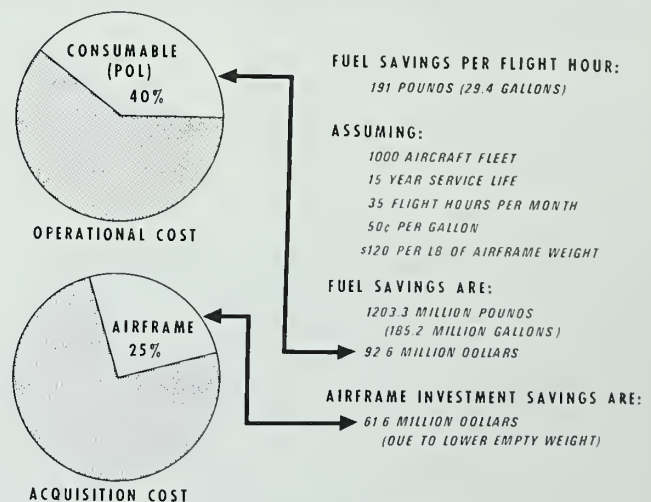 CONSUMABLE
(POL)
40%
OPERATIONAL COST
AIRFRAME
25%
ACQUISITION COST
FUEL SAVINGS PER FLIGHT HOUR:
191 POUNDS (29.4 GALLONS)
ASSUMING:
1000 AIRCRAFT FLEET
15 YEAR SERVICE LIFE
35 FLIGHT HOURS PER MONTH
50¢ PER GALLON
$120 PER LB OF AIRFRAME WEIGHT
FUEL SAVINGS ARE:
1203.3 MILLION POUNDS
(185.2 MILLION GALLONS)
92 6 MILLION DOLLARS
AIRFRAME INVESTMENT SAVINGS ARE:
61 6 MILLION DOLLARS
(DUE TO LOWER EMPTY WEIGHT)